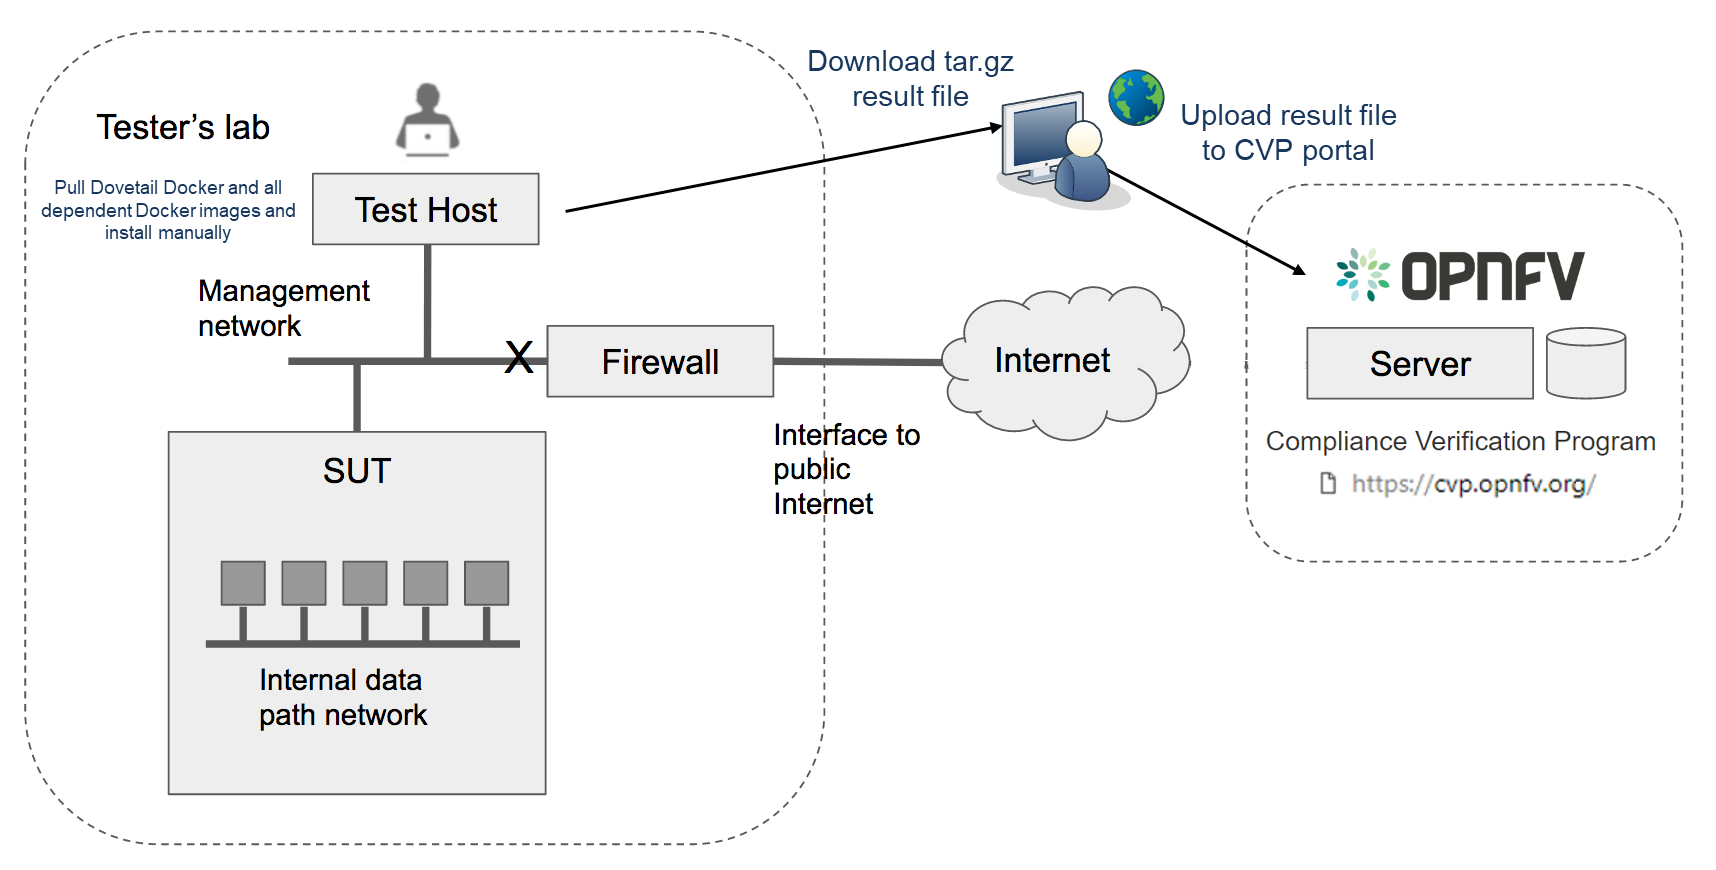 Download tar.gz
result file
Upload result file
to CVP portal
Tester's lab
Pull Dovetail Docker and all
dependent Docker images and
install manually
Test Host
Management
network
X
Firewall
Internet
Interface to
public
Internet
SUT
Internal data
path network
OPNFV
Server
Compliance Verification Program
https://cvp.opnfv.org/